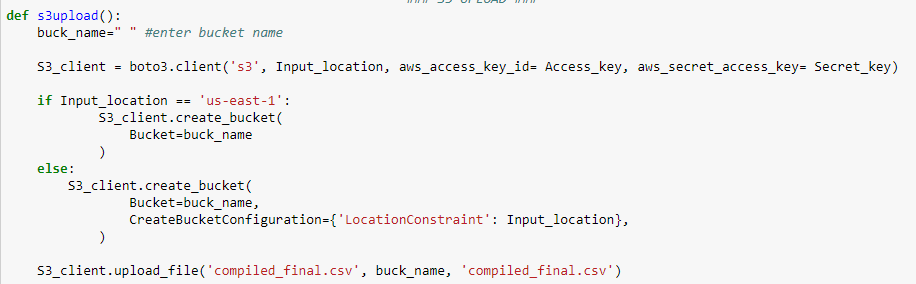 ### S3 UPLOAD ###
def s3upload():
    buck_name=" " #enter bucket name
    S3_client = boto3.client('s3', Input_location, aws_access_key_id= Access_key, aws_secret_access_key= Secret_key)
    if Input_location == 'us-east-1':
            S3_client.create_bucket(
                Bucket=buck_name
            )
    else:
        S3_client.create_bucket(
                Bucket=buck_name,
                CreateBucketConfiguration={'LocationConstraint': Input_location},
            )
    S3_client.upload_file('compiled_final.csv', buck_name, 'compiled_final.csv')